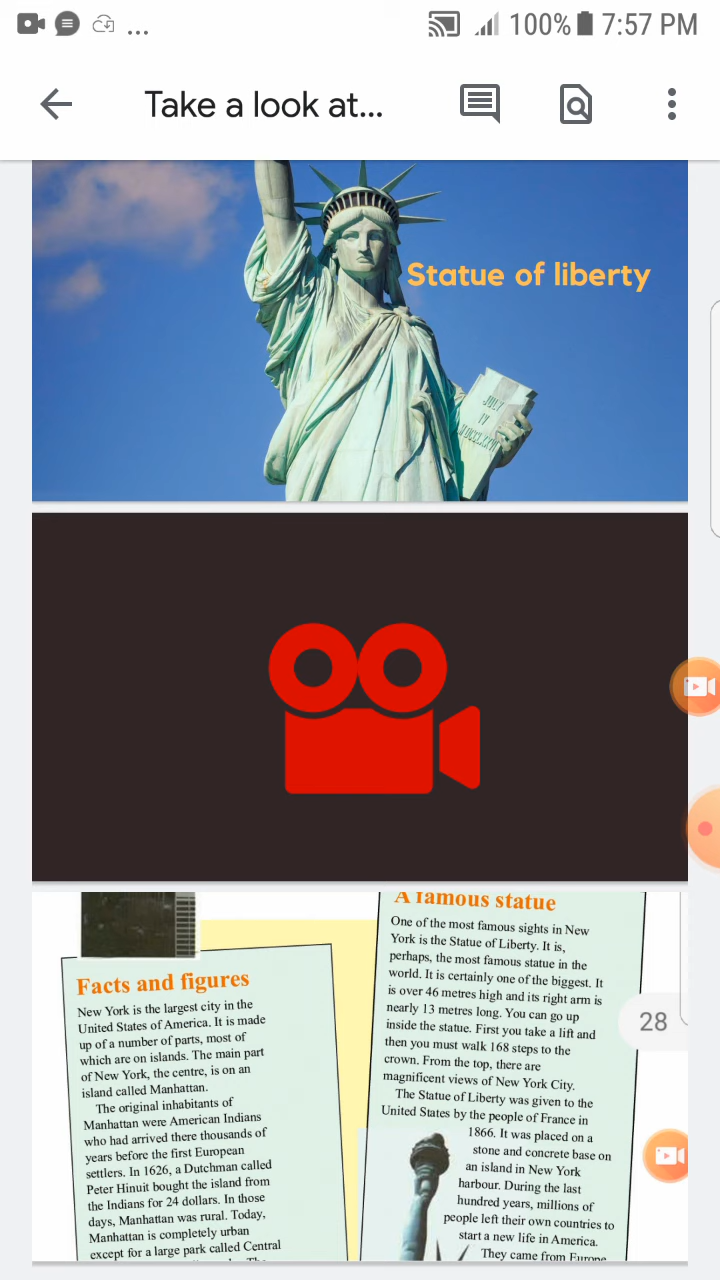 ... 100% 7:57 PM
Take a look at...
Statue of liberty
JULY
IV
MDCCLXXVI
Facts and figures
New York is the largest city in the
United States of America. It is made
up of a number of parts, most of
which are on islands. The main part
of New York, the centre, is on an
island called Manhattan.
The original inhabitants of
Manhattan were American Indians
who had arrived there thousands of
years before the first European
settlers. In 1626, a Dutchman called
Peter Hinuit bought the island from
the Indians for 24 dollars. In those
days, Manhattan was rural. Today,
Manhattan is completely urban
except for a large park called Central
A famous statue
One of the most famous sights in New
York is the Statue of Liberty. It is,
perhaps, the most famous statue in the
world. It is certainly one of the biggest. It
is over 46 metres high and its right arm is
nearly 13 metres long. You can go up
inside the statue. First you take a lift and
then you must walk 168 steps to the
crown. From the top, there are
magnificent views of New York City.
The Statue of Liberty was given to the
United States by the people of France in
1866. It was placed on a
stone and concrete base on
an island in New York
harbour. During the last
hundred years, millions of
people left their own countries to
start a new life in America.
They came from Europe
28